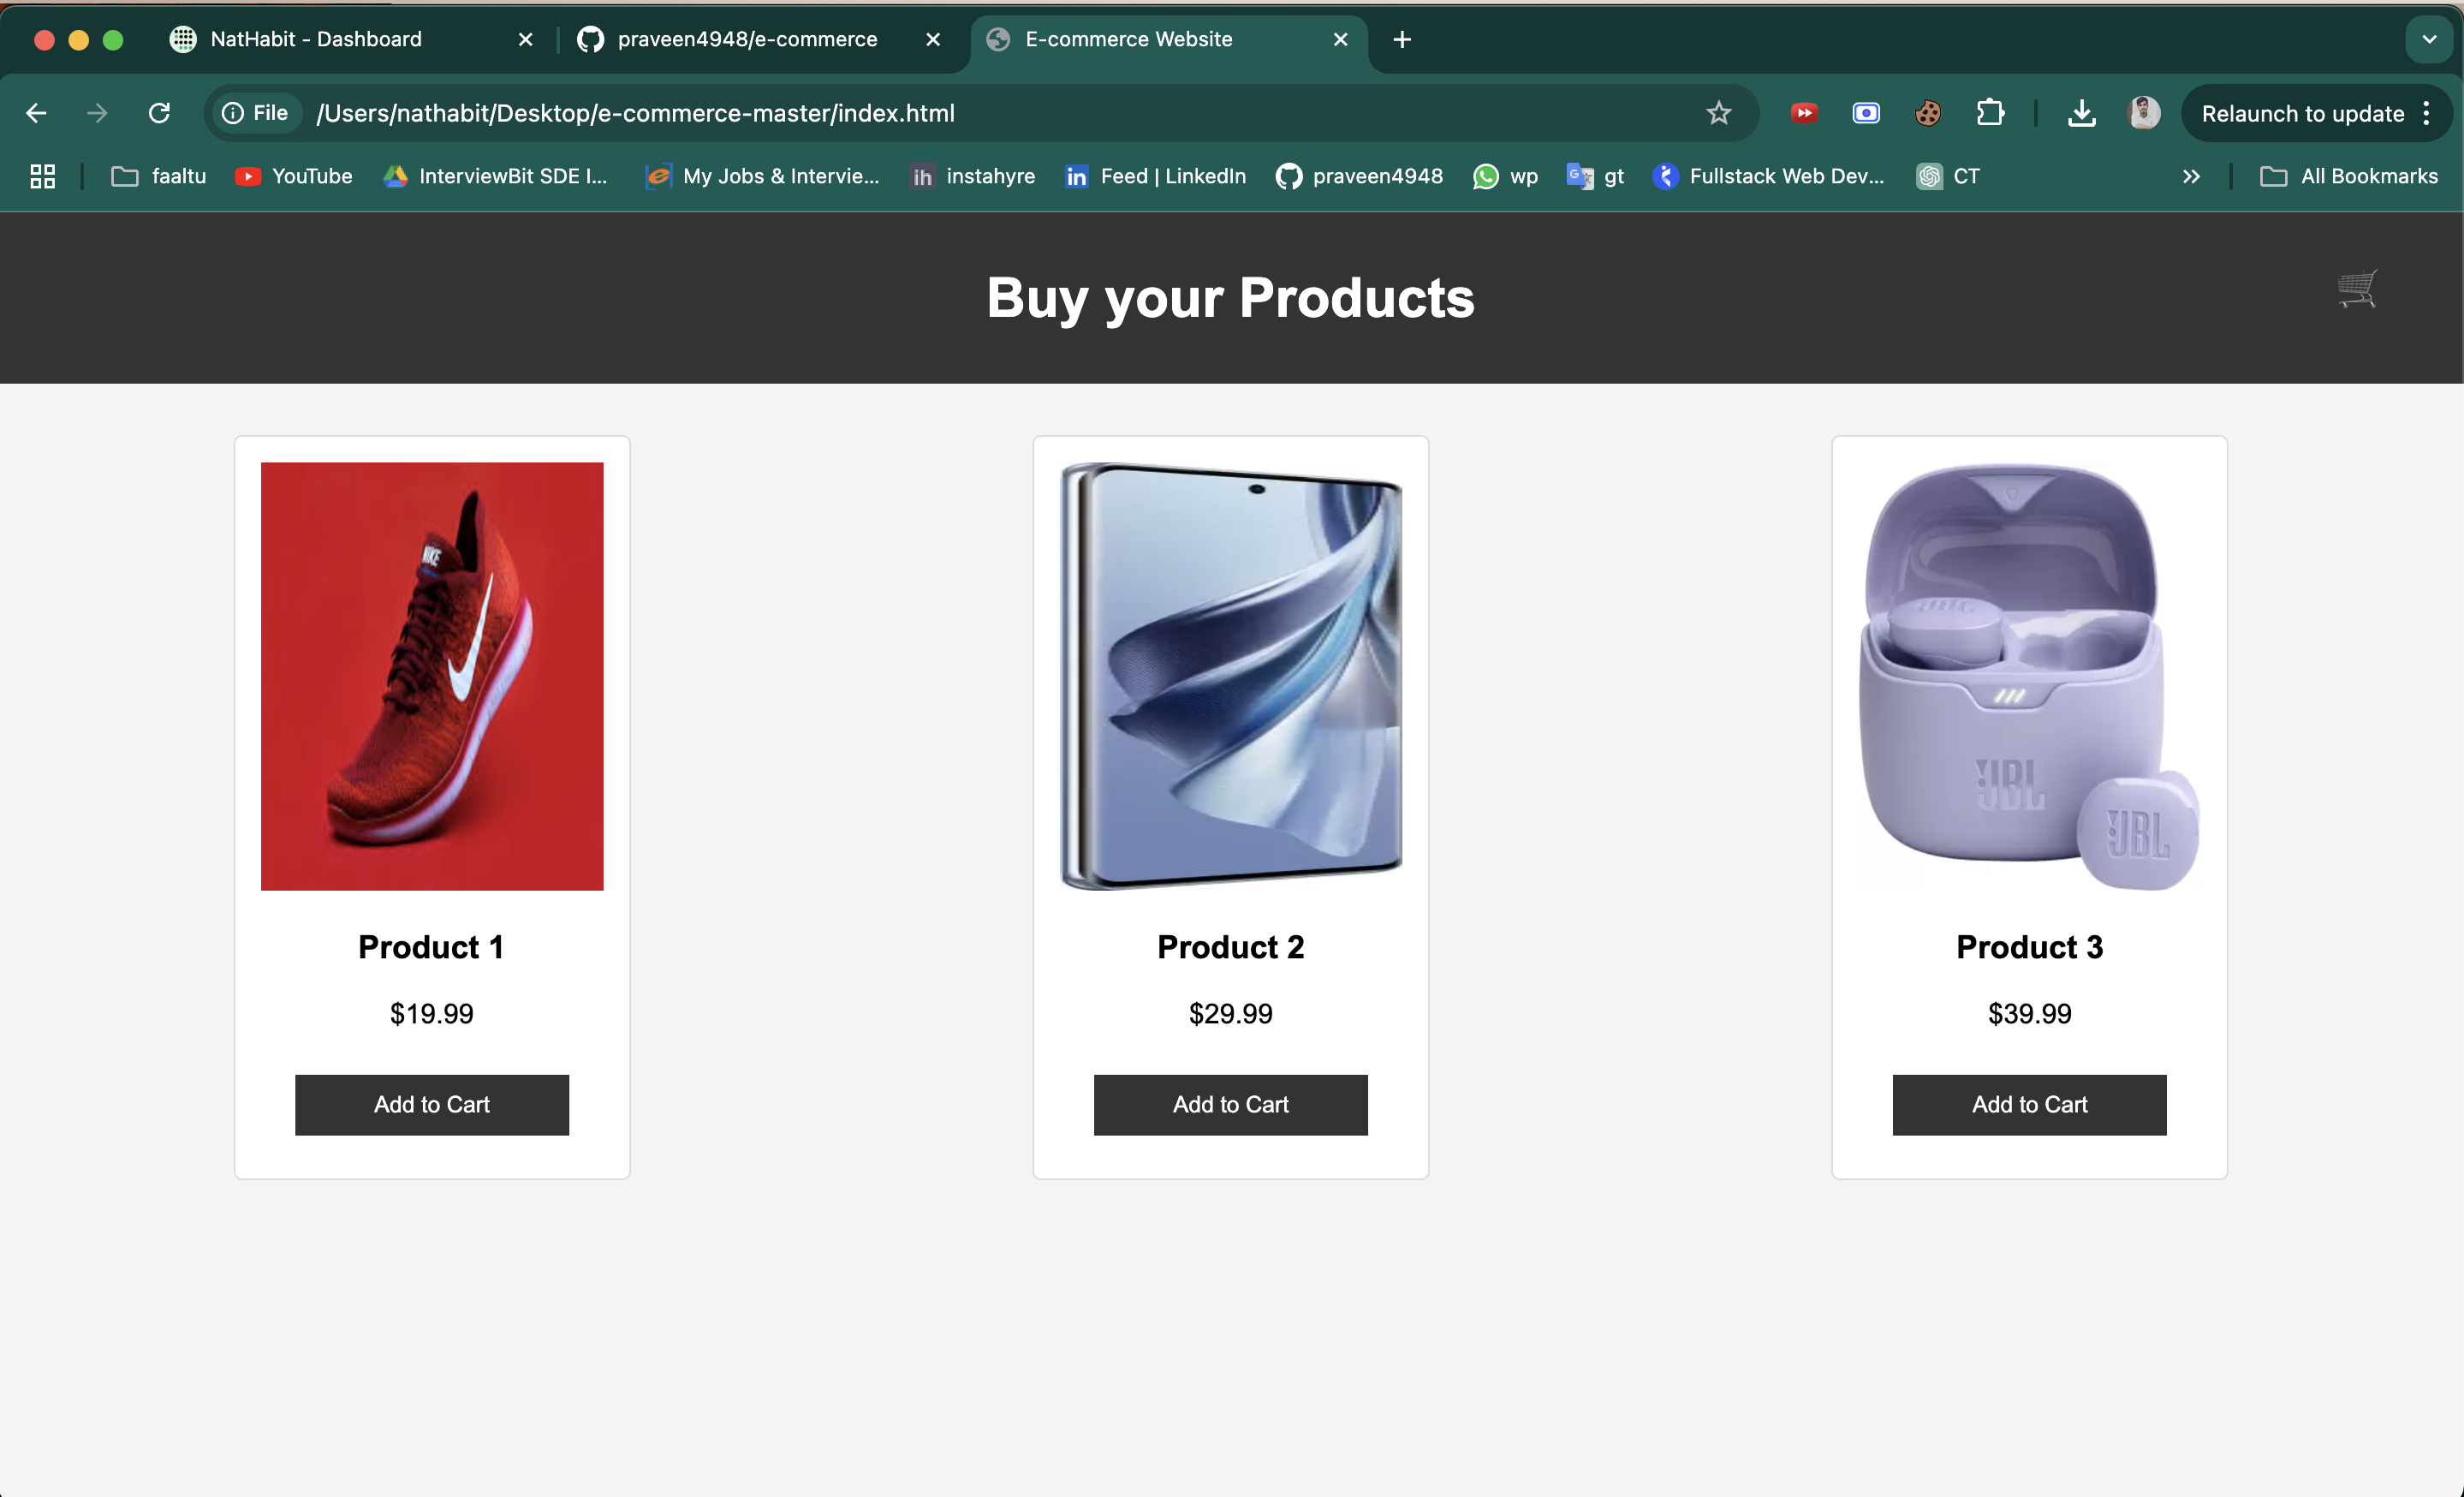 NatHabit - Dashboard
praveen4948/e-commerce
E-commerce Website
File
/Users/nathabit/Desktop/e-commerce-master/index.html
Relaunch to update
faaltu
YouTube
InterviewBit SDE I...
My Jobs & Intervie...
ih
instahyre
in
Feed | LinkedIn
praveen4948
wp
G
gt
Fullstack Web Dev...
CT
All Bookmarks
Buy your Products
NIKE
JBL
JBL
JBL
Product 1
$19.99
Add to Cart
Product 2
$29.99
Add to Cart
Product 3
$39.99
Add to Cart